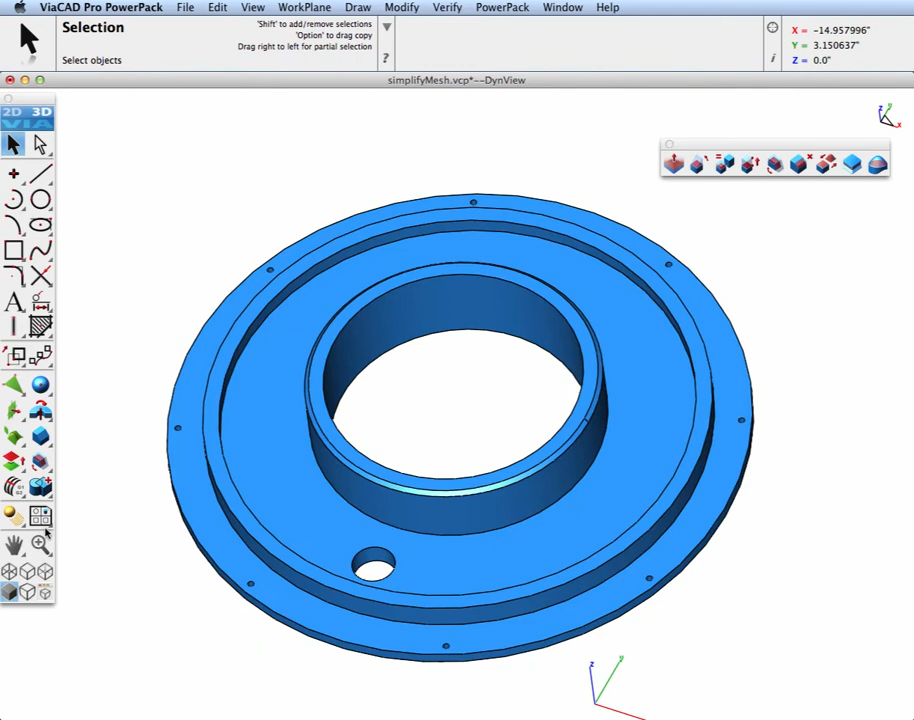 ViaCAD Pro PowerPack File Edit View WorkPlane Draw Modify Verify PowerPack Window Help
Selection
'Shift' to add/remove selections
'Option' to drag copy
Drag right to left for partial selection
Select objects
?
i
X = -14.957996"
Y = 3.150637"
Z = 0.0"
simplifyMesh.vcp*--DynView
2D 3D
VIA
A
G1
G2
z y x
z y